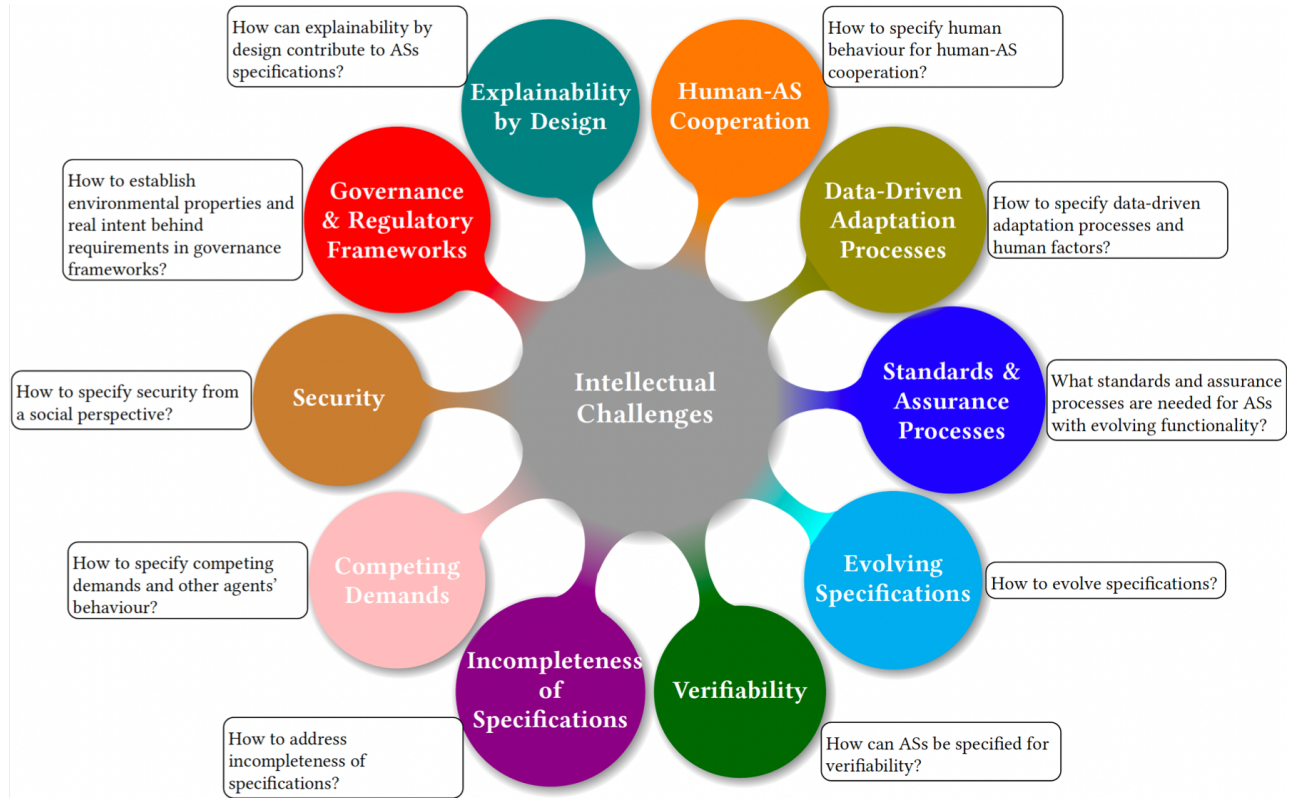 How can explainability by
design contribute to ASs
specifications?
Explainability
by Design
Human-AS
Cooperation
How to specify human
behaviour for human-AS
cooperation?
How to establish
environmental properties and
real intent behind
requirements in governance
frameworks?
Governance
& Regulatory
Frameworks
Data-Driven
Adaptation
Processes
How to specify data-driven
adaptation processes and
human factors?
How to specify security from
a social perspective?
Security
Intellectual
Challenges
Standards &
Assurance
Processes
What standards and assurance
processes are needed for ASs
with evolving functionality?
How to specify competing
demands and other agents’
behaviour?
Competing
Demands
Evolving
Specifications
How to evolve specifications?
How to address
incompleteness of
specifications?
Incompleteness
of
Specifications
Verifiability
How can ASs be specified for
verifiability?